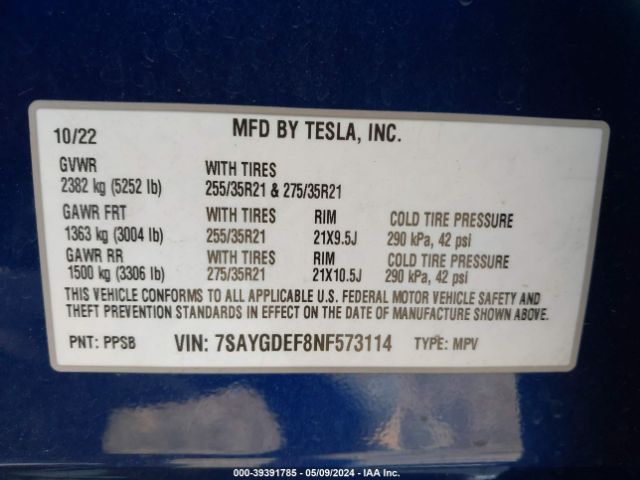 10/22 MFD BY TESLA, INC.
GVWR WITH TIRES
2382 kg (5252 lb) 255/35R21 & 275/35R21
GAWR FRT WITH TIRES RIM COLD TIRE PRESSURE
1363 kg (3004 lb) 255/35R21 21X9.5J 290 kPa, 42 psi
GAWR RR WITH TIRES RIM COLD TIRE PRESSURE
1500 kg (3306 lb) 275/35R21 21X10.5J 290 kPa, 42 psi
THIS VEHICLE CONFORMS TO ALL APPLICABLE U.S. FEDERAL MOTOR VEHICLE SAFETY AND
THEFT PREVENTION STANDARDS IN EFFECT ON THE DATE OF MANUFACTURE SHOWN ABOVE.
PNT: PPSB VIN: 7SAYGDEF8NF573114 TYPE: MPV
000-39391785 - 05/09/2024 - IAA Inc.